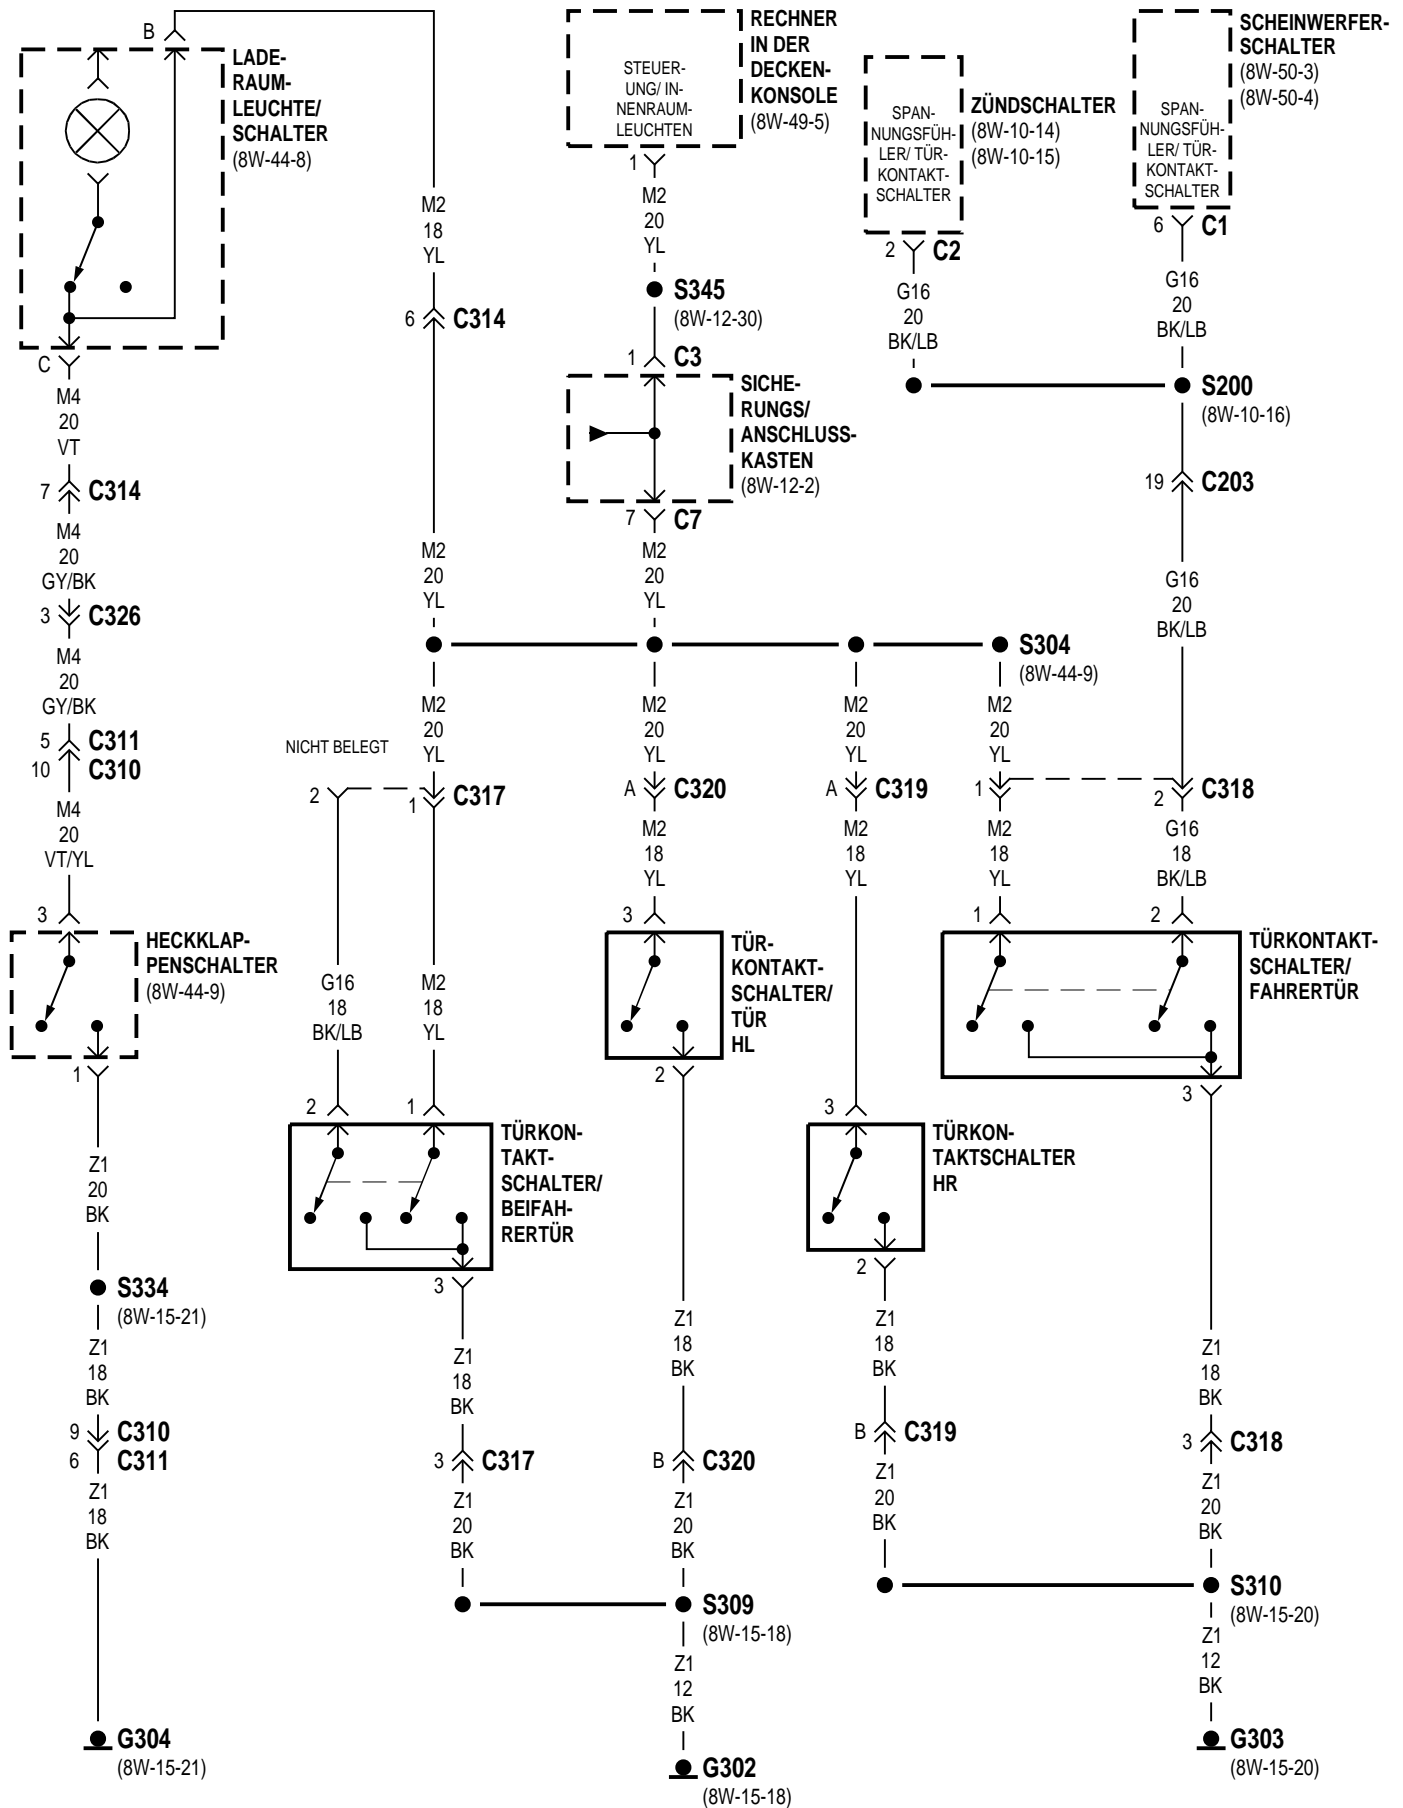 B
LADE-
RAUM-
LEUCHTE/
SCHALTER
(8W-44-8)
C
M4
20
VT
7
C314
M4
20
GY/BK
3
C326
M4
20
GY/BK
5
C311
10
C310
M4
20
VT/YL
3
HECKKLAP-
PENSCHALTER
(8W-44-9)
1
Z1
20
BK
S334
(8W-15-21)
Z1
18
BK
9
C310
6
C311
Z1
18
BK
G304
(8W-15-21)
M2
18
YL
6
C314
M2
20
YL
M2
20
YL
NICHT BELEGT
2
1
C317
G16
18
BK/LB
M2
18
YL
2
1
TÜRKON-
TAKT-
SCHALTER/
BEIFAH-
RERTÜR
3
Z1
18
BK
3
C317
Z1
20
BK
RECHNER
IN DER
DECKEN-
KONSOLE
(8W-49-5)
STEUER-
UNG/ IN-
NENRAUM-
LEUCHTEN
1
M2
20
YL
S345
(8W-12-30)
1
C3
SICHE-
RUNGS/
ANSCHLUSS-
KASTEN
(8W-12-2)
7
C7
M2
20
YL
M2
20
YL
A
C320
M2
18
YL
3
TÜR-
KONTAKT-
SCHALTER/
TÜR
HL
2
Z1
18
BK
B
C320
Z1
20
BK
S309
(8W-15-18)
Z1
12
BK
G302
(8W-15-18)
SPAN-
NUNGSFÜH-
LER/ TÜR-
KONTAKT-
SCHALTER
ZÜNDSCHALTER
(8W-10-14)
(8W-10-15)
2
C2
G16
20
BK/LB
M2
20
YL
A
C319
M2
18
YL
3
TÜRKON-
TAKTSCHALTER
HR
2
Z1
18
BK
B
C319
Z1
20
BK
SCHEINWERFER-
SCHALTER
(8W-50-3)
(8W-50-4)
SPAN-
NUNGSFÜH-
LER/ TÜR-
KONTAKT-
SCHALTER
6
C1
G16
20
BK/LB
S200
(8W-10-16)
19
C203
G16
20
BK/LB
S304
(8W-44-9)
M2
20
YL
1
2
C318
M2
18
YL
G16
18
BK/LB
1
2
TÜRKONTAKT-
SCHALTER/
FAHRERTÜR
3
Z1
18
BK
3
C318
Z1
20
BK
S310
(8W-15-20)
Z1
12
BK
G303
(8W-15-20)